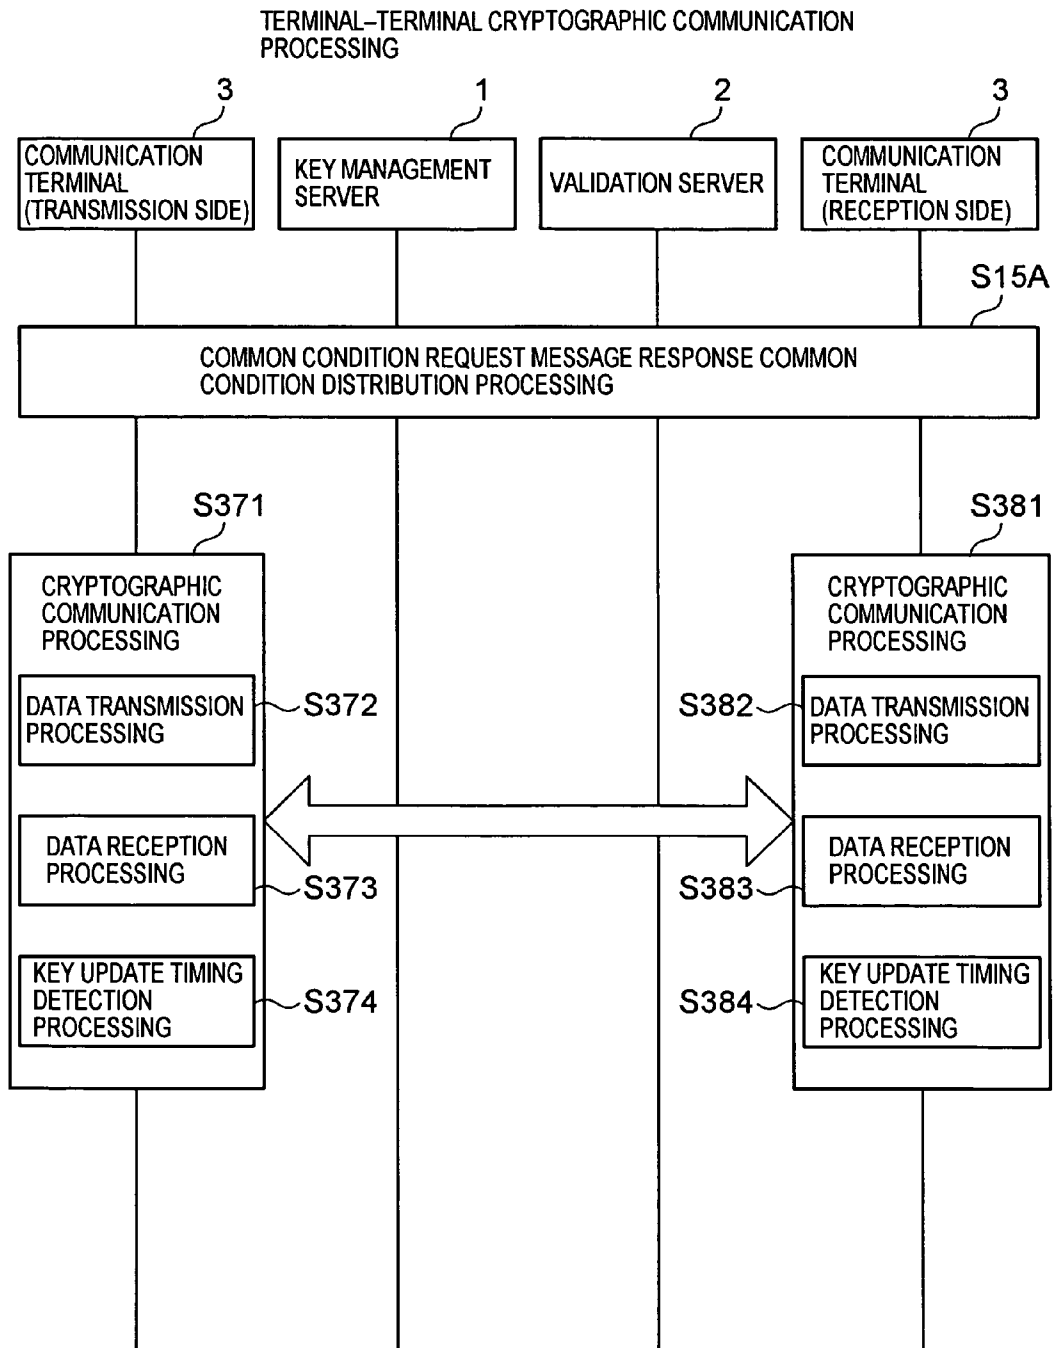 TERMINAL–TERMINAL CRYPTOGRAPHIC COMMUNICATION
PROCESSING
3
1
2
3
COMMUNICATION
TERMINAL
(TRANSMISSION SIDE)
KEY MANAGEMENT
SERVER
VALIDATION SERVER
COMMUNICATION
TERMINAL
(RECEPTION SIDE)
S15A
COMMON CONDITION REQUEST MESSAGE RESPONSE COMMON
CONDITION DISTRIBUTION PROCESSING
S371
CRYPTOGRAPHIC
COMMUNICATION
PROCESSING
DATA TRANSMISSION
PROCESSING
S372
DATA RECEPTION
PROCESSING
S373
KEY UPDATE TIMING
DETECTION
PROCESSING
S374
S381
CRYPTOGRAPHIC
COMMUNICATION
PROCESSING
S382
DATA TRANSMISSION
PROCESSING
S383
DATA RECEPTION
PROCESSING
S384
KEY UPDATE TIMING
DETECTION
PROCESSING